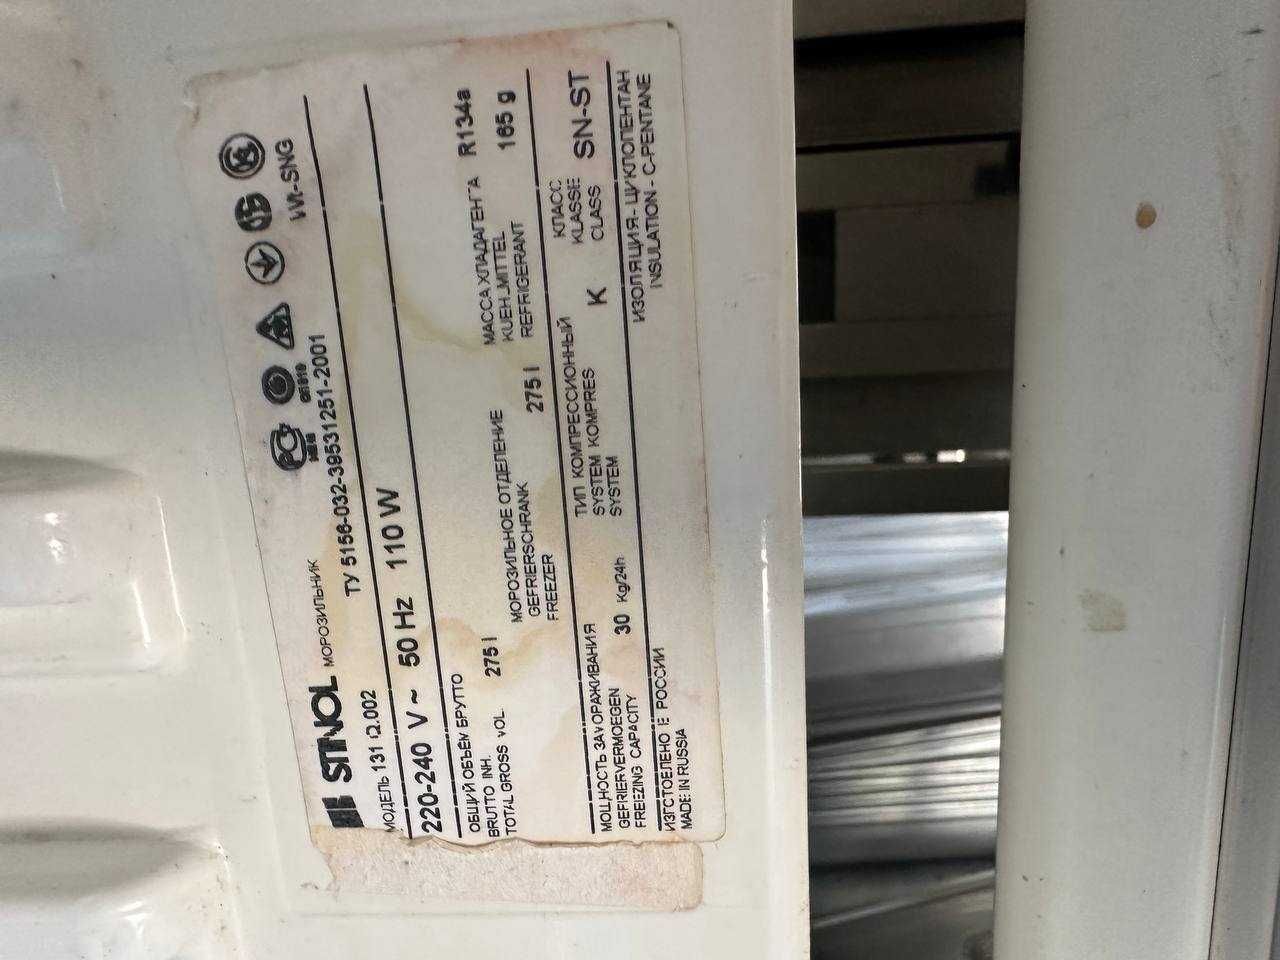 STINOL МОРОЗИЛЬНИК
ТУ 5156-032-39531251-2001
МОДЕЛЬ 131 Q.002
VVt-SNG
220-240 V ~ 50 Hz 110 W
ОБЩИЙ ОБЪЕМ БРУТТО
BRUTTO INH.
TOTAL GROSS VOL
275 l
МОРОЗИЛЬНОЕ ОТДЕЛЕНИЕ
GEFRIERSCHRANK
FREEZER
275 l
МАССА ХЛАДАГЕНТА R134a
KUEHLMITTEL
REFRIGERANT
165 g
МОЩНОСТЬ ЗАМОРАЖИВАНИЯ
GEFRIERVERMOEGEN
FREEZING CAPACITY
30 Kg/24h
ТИП КОМПРЕССИОННЫЙ
SYSTEM KOMPRES
SYSTEM
K
КЛАСС
KLASSE
CLASS
SN-ST
ИЗГОТОВЛЕНО В РОССИИ
MADE IN RUSSIA
ИЗОЛЯЦИЯ - ЦИКЛОПЕНТАН
INSULATION - C-PENTANE